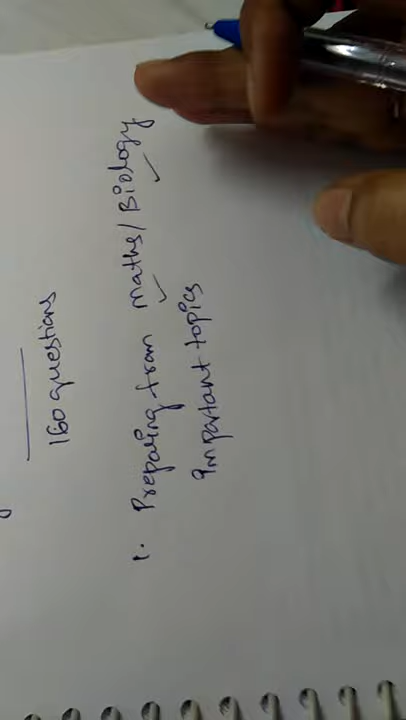 160 questions
1. Preparing from maths/Biology
Important topics